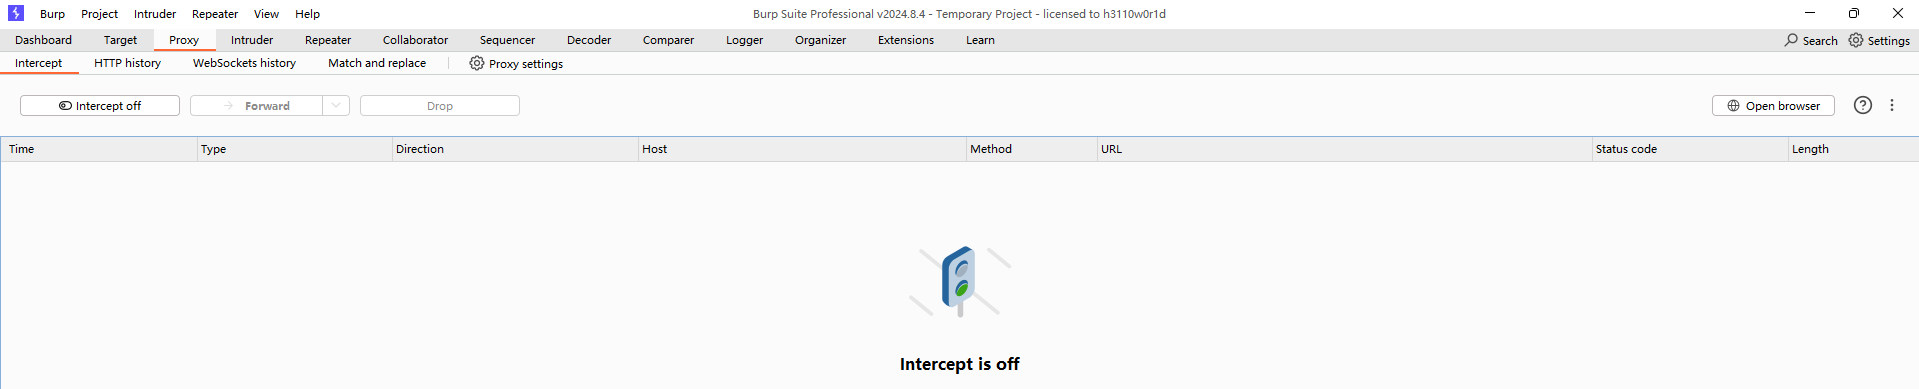 Burp Project Intruder Repeater View Help Burp Suite Professional v2024.8.4 - Temporary Project - licensed to h3110w0r1d
Dashboard Target Proxy Intruder Repeater Collaborator Sequencer Decoder Comparer Logger Organizer Extensions Learn Search Settings
Intercept HTTP history WebSockets history Match and replace Proxy settings
Intercept off Forward Drop Open browser
Time Type Direction Host Method URL Status code Length
Intercept is off